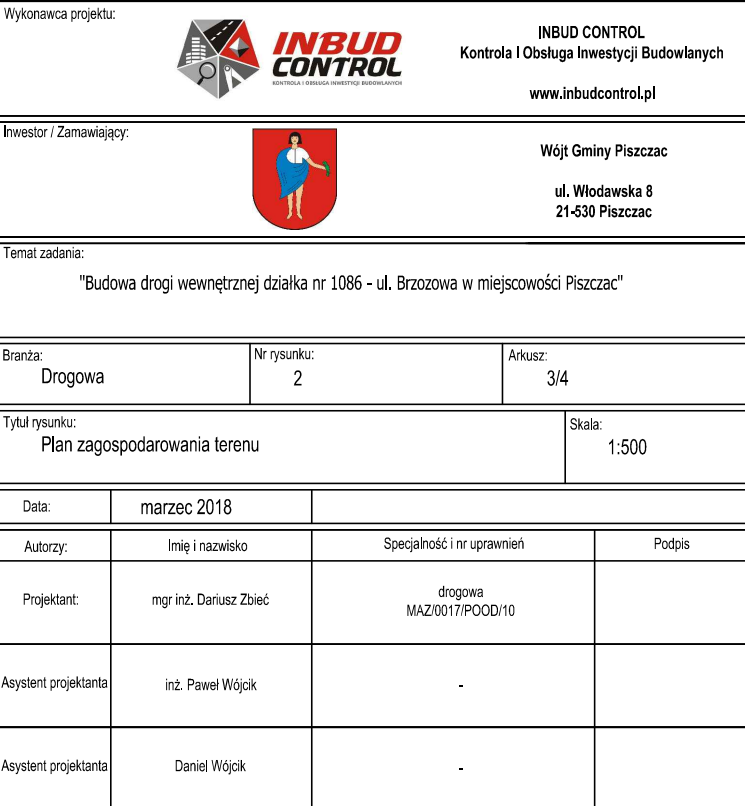 Wykonawca projektu:
INBUD
CONTROL
KONTROLA I OBSŁUGA INWESTYCJI BUDOWLANYCH
INBUD CONTROL
Kontrola I Obsługa Inwestycji Budowlanych
www.inbudcontrol.pl
Inwestor / Zamawiający:
Wójt Gminy Piszczac
ul. Włodawska 8
21-530 Piszczac
Temat zadania:
"Budowa drogi wewnętrznej działka nr 1086 - ul. Brzozowa w miejscowości Piszczac"
Branża:
Drogowa
Nr rysunku:
2
Arkusz:
3/4
Tytuł rysunku:
Plan zagospodarowania terenu
Skala:
1:500
Data:
marzec 2018
Autorzy:
Imię i nazwisko
Specjalność i nr uprawnień
Podpis
Projektant:
mgr inż. Dariusz Zbieć
drogowa
MAZ/0017/POOD/10
Asystent projektanta
inż. Paweł Wójcik
-
Asystent projektanta
Daniel Wójcik
-